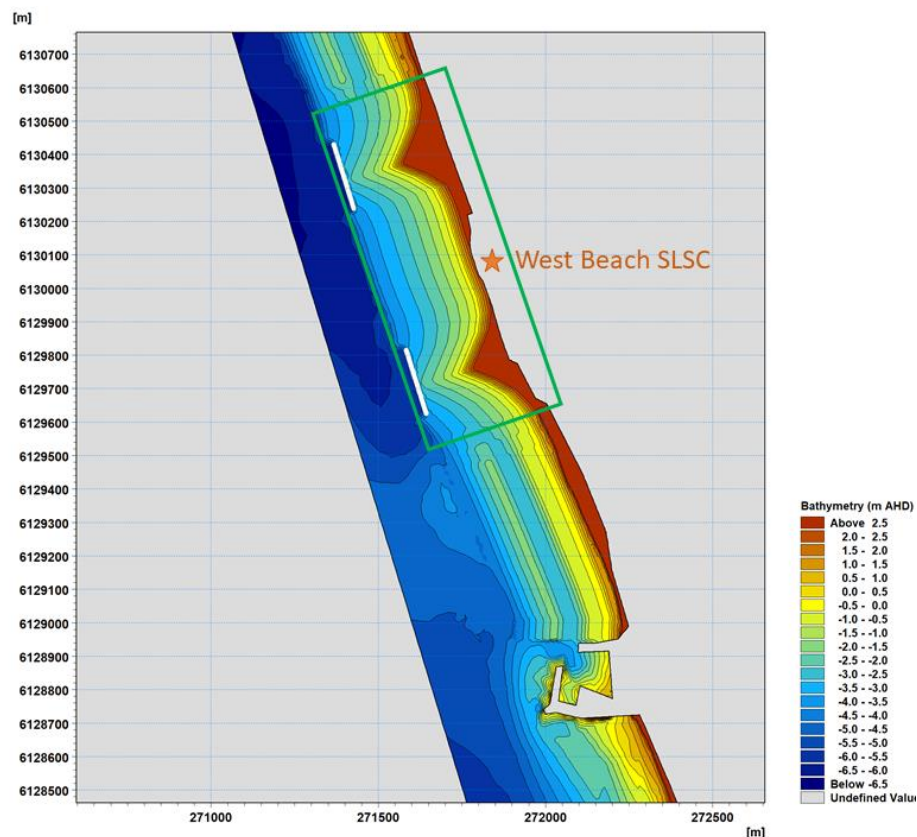 [m]
6130700
6130600
6130500
6130400
6130300
6130200
6130100
6130000
6129900
6129800
6129700
6129600
6129500
6129400
6129300
6129200
6129100
6129000
6128900
6128800
6128700
6128600
6128500
West Beach SLSC
271000
271500
272000
272500
[m]
Bathymetry (m AHD)
Above 2.5
2.0 - 2.5
1.5 - 2.0
1.0 - 1.5
0.5 - 1.0
0.0 - 0.5
-0.5 - 0.0
-1.0 - -0.5
-1.5 - -1.0
-2.0 - -1.5
-2.5 - -2.0
-3.0 - -2.5
-3.5 - -3.0
-4.0 - -3.5
-4.5 - -4.0
-5.0 - -4.5
-5.5 - -5.0
-6.0 - -5.5
-6.5 - -6.0
Below -6.5
Undefined Value